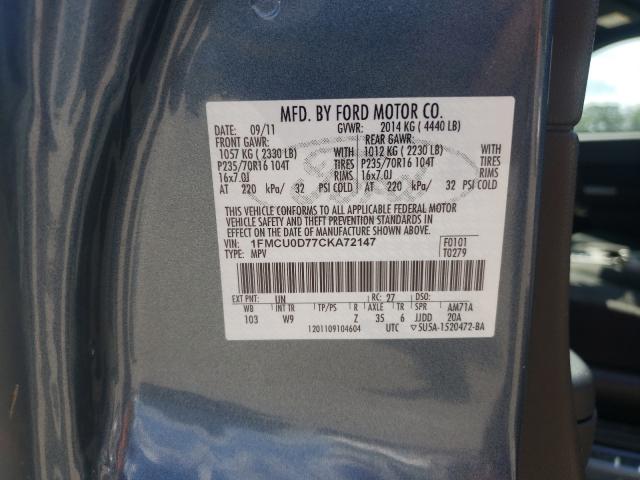 MFD. BY FORD MOTOR CO.
09/11 GVWR: 2014 KG ( 4440 LB)
FRONT GAWR: REAR GAWR:
1057 KG ( 2330 LB) WITH 1012 KG ( 2230 LB) WITH
P235/70R16 104T TIRES P235/70R16 104T TIRES
16x7.0J RIMS 16x7.0J RIMS
AT 220 kPa/ 32 PSI COLD AT 220 kPa/ 32 PSI COLD
Ford
THIS VEHICLE CONFORMS TO ALL APPLICABLE FEDERAL MOTOR
VEHICLE SAFETY AND THEFT PREVENTION STANDARDS IN
EFFECT ON THE DATE OF MANUFACTURE SHOWN ABOVE.
VIN: 1FMCU0D77CKA72147 F0101
TYPE: MPV T0279
EXT PNT: UN RC: 27 DSO:
WB INT TR TP/PS R AXLE TR SPR AM71A
103 W9 Z 35 6 JJDD 20A
1201109104604 UTC ▽5U5A-1520472-BA